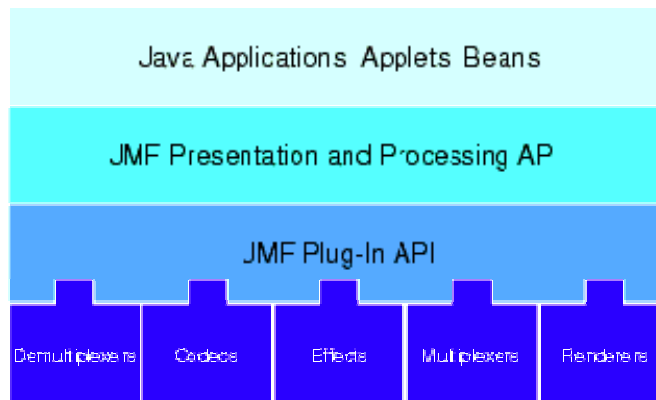 Java Applications Applets Beans
JMF Presentation and Processing AP
JMF Plug-In API
Demultiplexers
Codecs
Effects
Multiplexers
Renderers